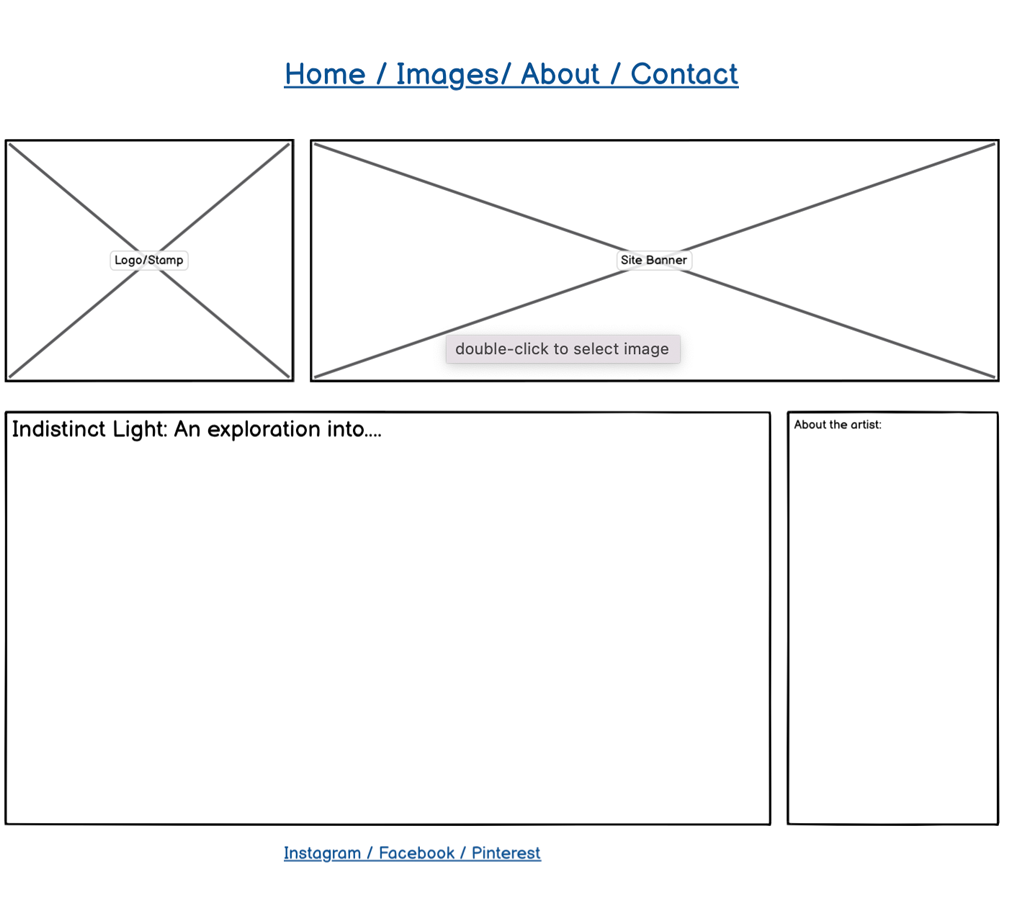 Home / Images/ About / Contact
Logo/Stamp
Site Banner
double-click to select image
Indistinct Light: An exploration into....
About the artist:
Instagram / Facebook / Pinterest